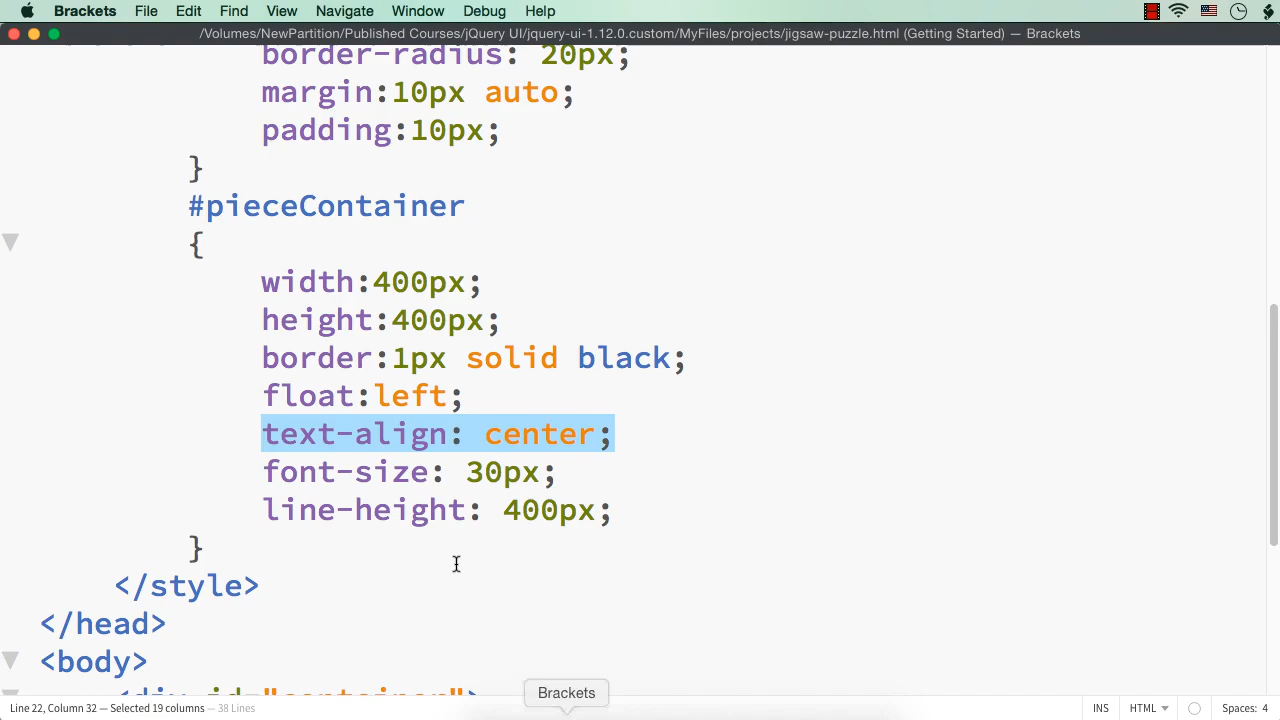 Brackets File Edit Find View Navigate Window Debug Help
/Volumes/NewPartition/Published Courses/jQuery UI/jquery-ui-1.12.0.custom/MyFiles/projects/jigsaw-puzzle.html (Getting Started) — Brackets
border-radius: 20px;
margin:10px auto;
padding:10px;
}
#pieceContainer
{
width:400px;
height:400px;
border:1px solid black;
float:left;
text-align: center;
font-size: 30px;
line-height: 400px;
}
</style>
</head>
<body>
<div id="container">
Brackets
Line 22, Column 32 — Selected 19 columns — 38 Lines INS HTML Spaces: 4